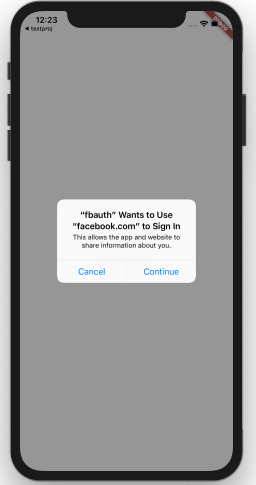 12:23
◀ testproj
DEBUG
“fbauth” Wants to Use
“facebook.com” to Sign In
This allows the app and website to
share information about you.
Cancel
Continue